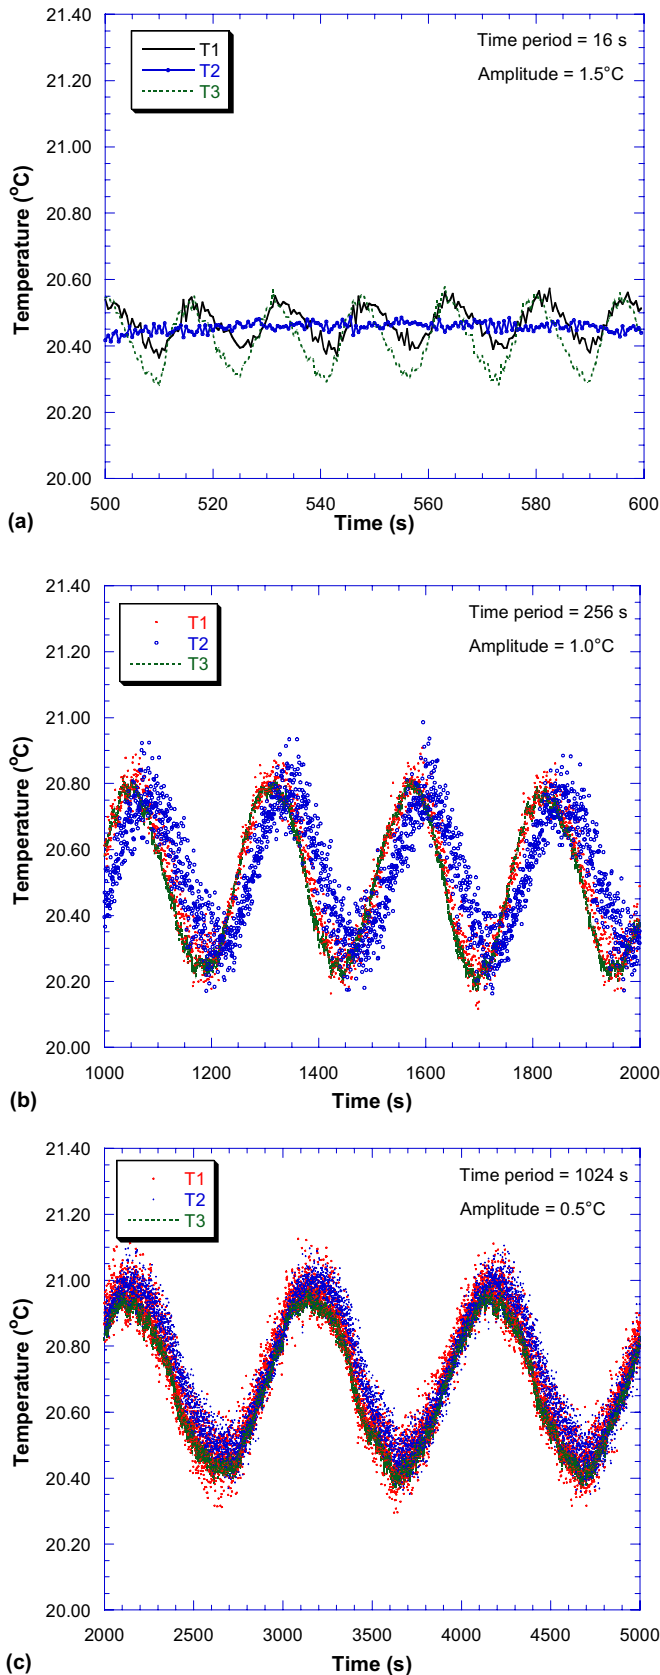 21.40
T1
T2
T3
Time period = 16 s
Amplitude = 1.5°C
21.20
21.00
20.80
20.60
20.40
20.20
20.00
Temperature (°C)
500 520 540 560 580 600
Time (s)
(a)
21.40
T1
T2
T3
Time period = 256 s
Amplitude = 1.0°C
21.20
21.00
20.80
20.60
20.40
20.20
20.00
Temperature (°C)
1000 1200 1400 1600 1800 2000
Time (s)
(b)
21.40
T1
T2
T3
Time period = 1024 s
Amplitude = 0.5°C
21.20
21.00
20.80
20.60
20.40
20.20
20.00
Temperature (°C)
2000 2500 3000 3500 4000 4500 5000
Time (s)
(c)